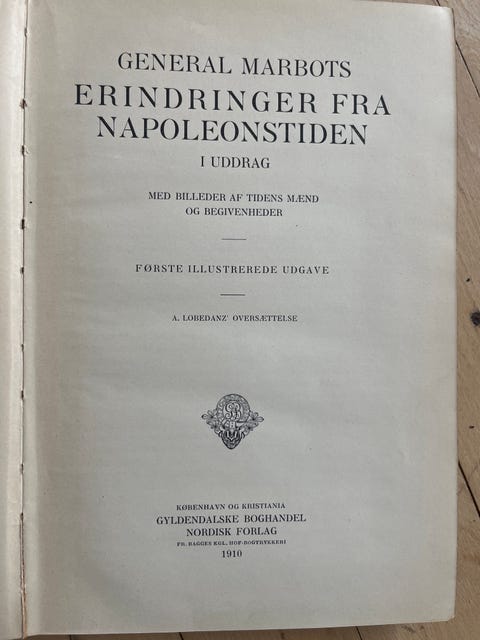 GENERAL MARBOTS
ERINDRINGER FRA
NAPOLEONSTIDEN
I UDDRAG
MED BILLEDER AF TIDENS MÆND
OG BEGIVENHEDER
FØRSTE ILLUSTREREDE UDGAVE
A. LOBEDANZ' OVERSÆTTELSE
KØBENHAVN OG KRISTIANIA
GYLDENDALSKE BOGHANDEL
NORDISK FORLAG
FR. BAGGES KGL. HOF-BOGTRYKKERI
1910